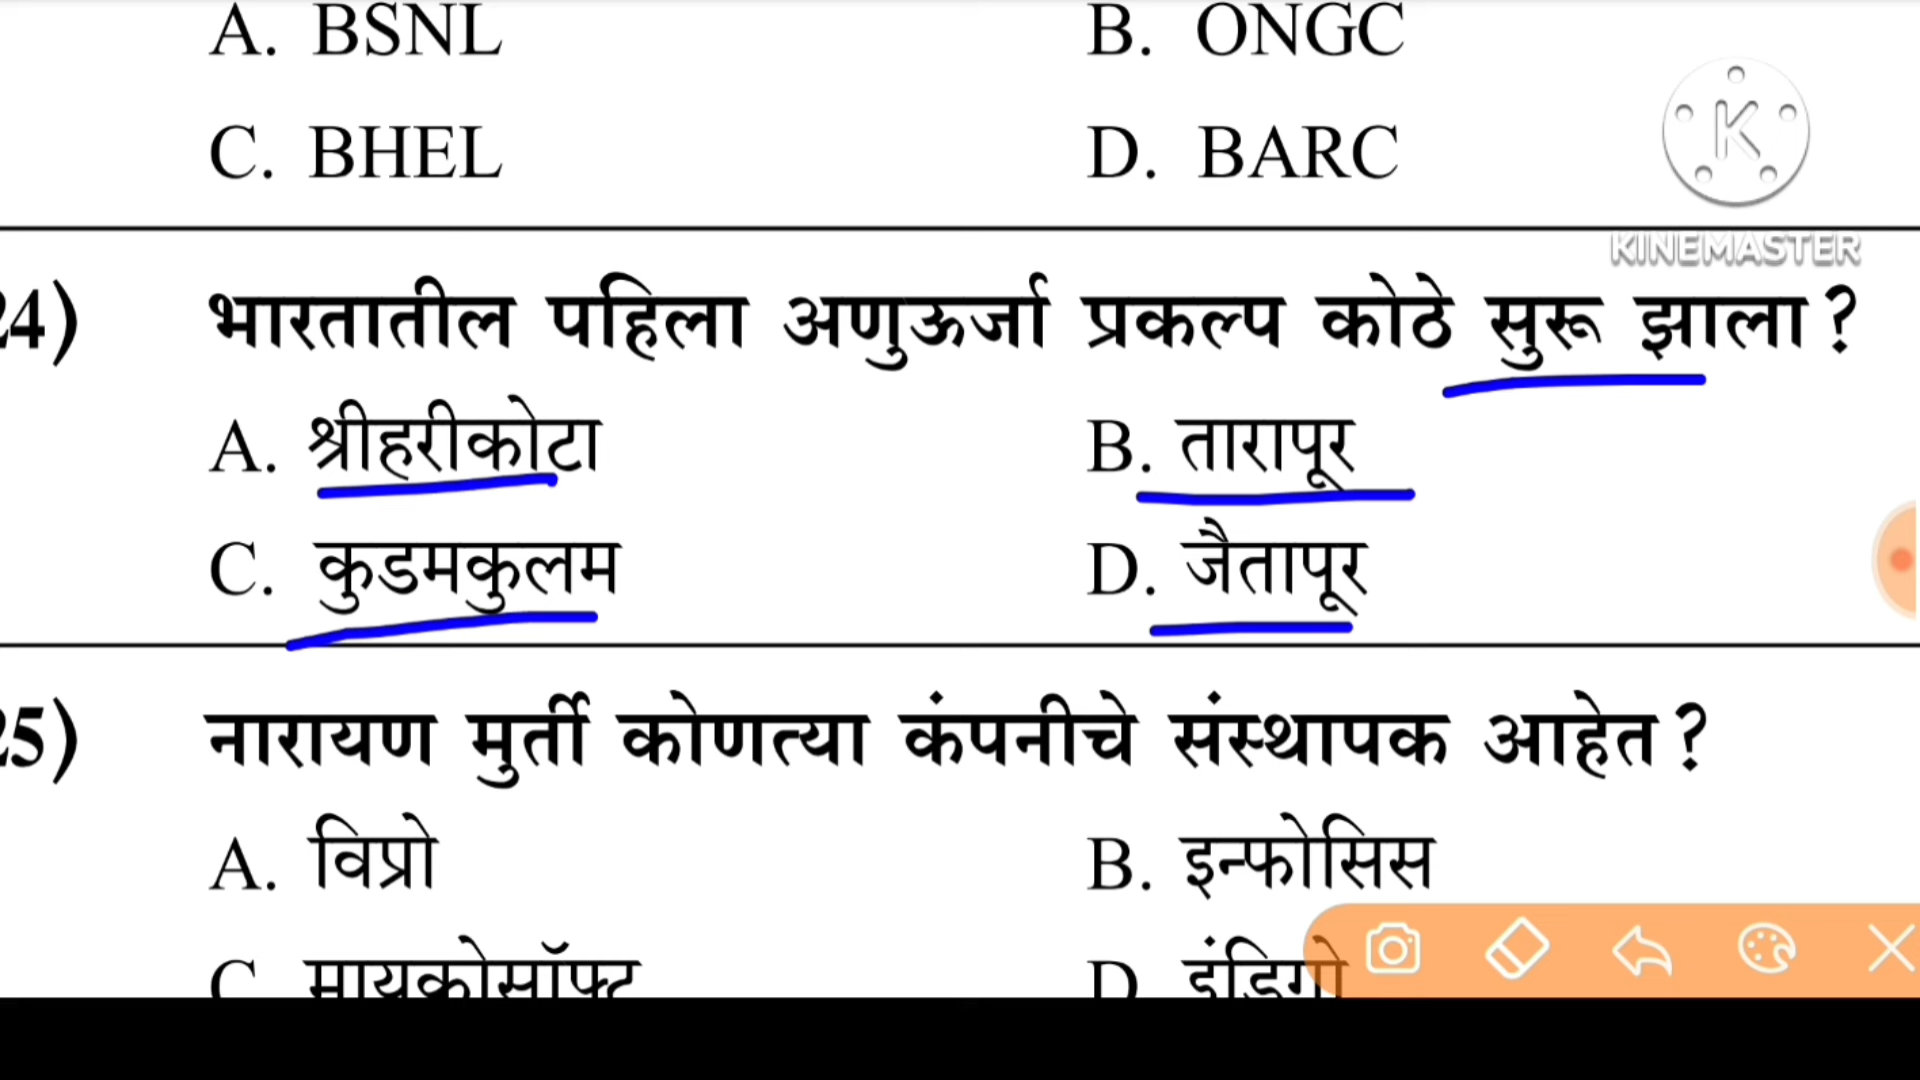 A. BSNL B. ONGC
C. BHEL D. BARC
KINEMASTER
24) भारतातील पहिला अणुऊर्जा प्रकल्प कोठे सुरू झाला ?
A. श्रीहरीकोटा B. तारापूर
C. कुडमकुलम D. जैतापूर
25) नारायण मुर्ती कोणत्या कंपनीचे संस्थापक आहेत ?
A. विप्रो B. इन्फोसिस
C मायक्रोसॉफ्ट D इंडिगो